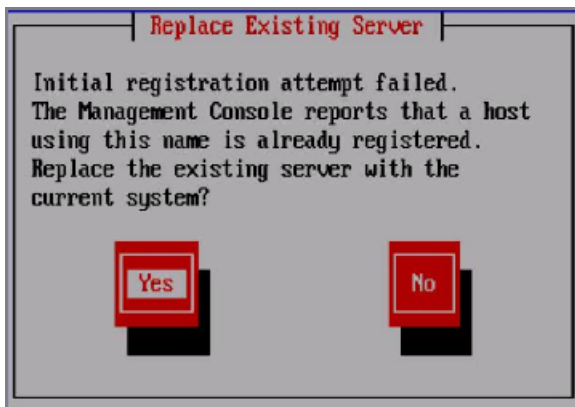 Replace Existing Server
Initial registration attempt failed.
The Management Console reports that a host
using this name is already registered.
Replace the existing server with the
current system?
Yes
No